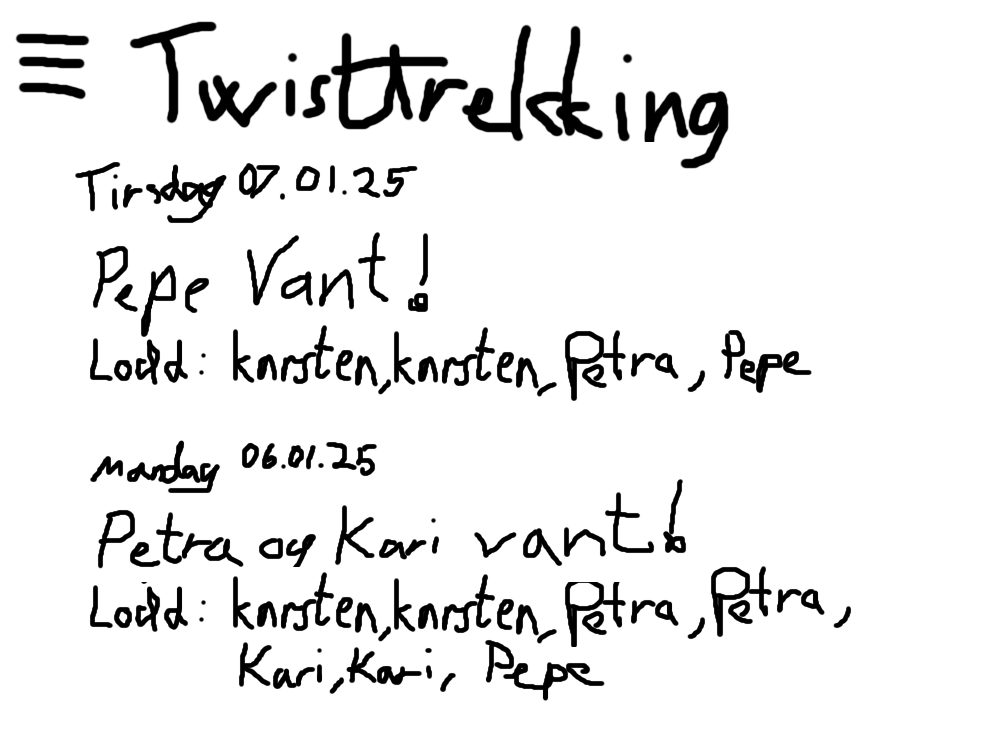 Twisttrekking
Tirsdag 07.01.25
Pepe Vant!
Lodd: karsten, karsten, Petra, Pepe
mandag 06.01.25
Petra og Kari vant!
Lodd: karsten, karsten, Petra, Petra,
Kari, Kari, Pepe